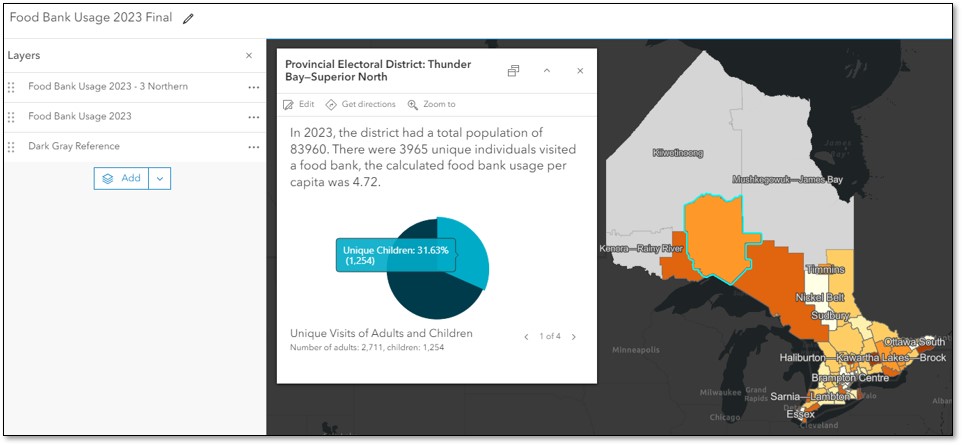 Food Bank Usage 2023 Final
Layers
Food Bank Usage 2023 - 3 Northern
Food Bank Usage 2023
Dark Gray Reference
Add
Provincial Electoral District: Thunder
Bay—Superior North
Edit
Get directions
Zoom to
In 2023, the district had a total population of
83960. There were 3965 unique individuals visited
a food bank, the calculated food bank usage per
capita was 4.72.
Unique Children: 31.63%
(1,254)
Unique Visits of Adults and Children
Number of adults: 2,711, children: 1,254
1 of 4
James
Bay
Kiiwetinoong
Mushkegowuk—James Bay
Kenora—Rainy River
Timmins
Nickel Belt
Sudbury
Ottawa South
Haliburton—Kawartha Lakes—Brock
Minneapolis
Brampton Centre
Milwaukee
Grand
Rapids
Sarnia—Lambton
Alban
Chicago
Essex
Cleveland